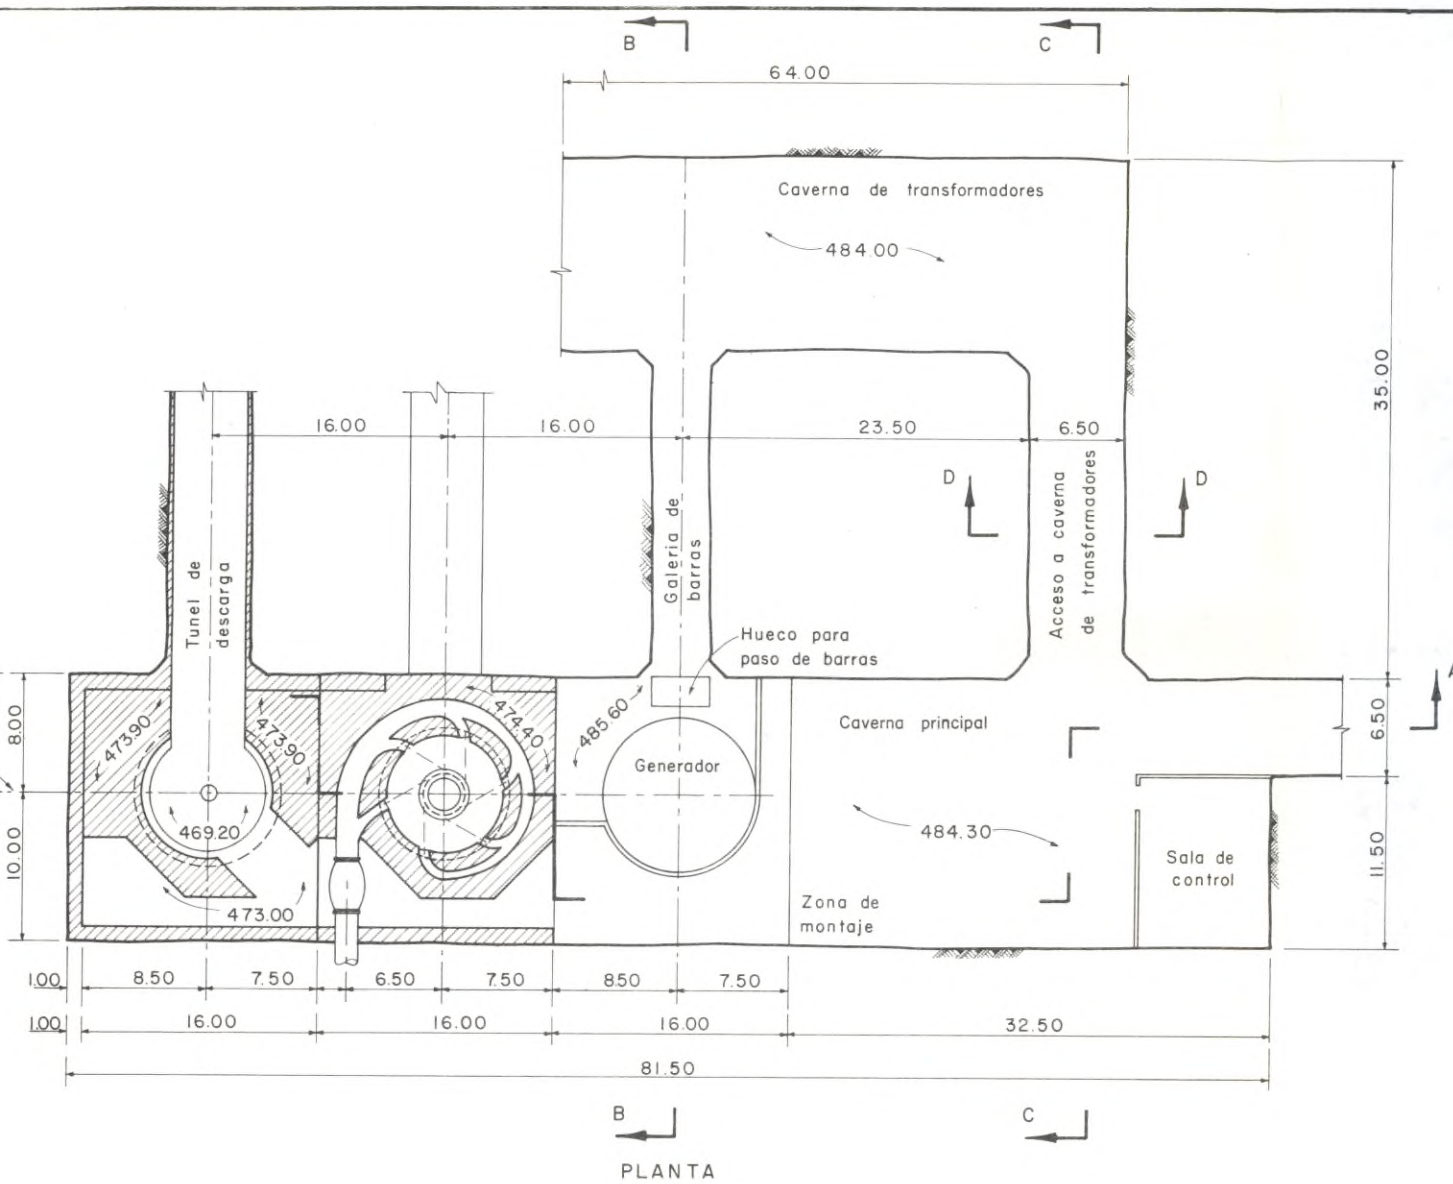 B
C
64.00
Caverna de transformadores
484.00
35.00
16.00
16.00
23.50
6.50
D
D
Tunel de
descarga
Galeria de
barras
Acceso a caverna
de transformadores
Hueco para
paso de barras
A
8.00
473.90
473.90
474.40
485.60
Caverna principal
6.50
Generador
469.20
484.30
10.00
11.50
Sala de
control
Zona de
montaje
473.00
1.00
8.50
7.50
6.50
7.50
8.50
7.50
1.00
16.00
16.00
16.00
32.50
81.50
B
C
PLANTA